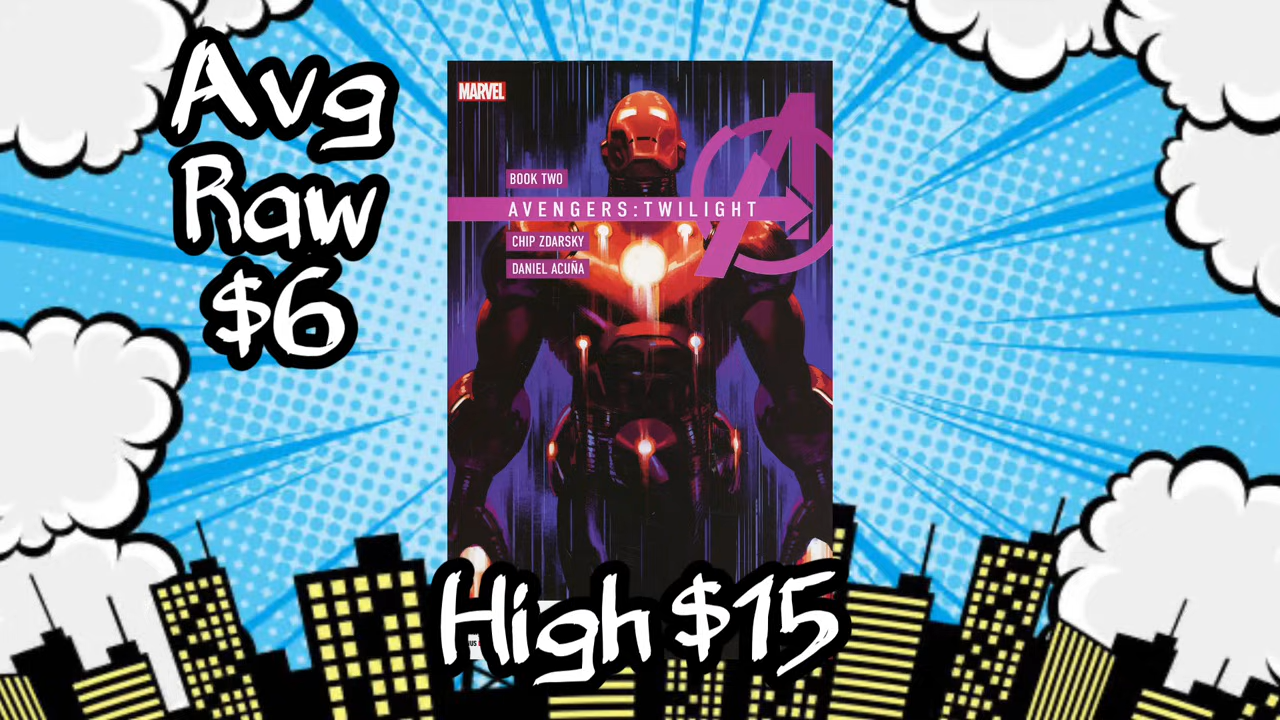 Avg
Raw
$6
MARVEL
BOOK TWO
AVENGERS:TWILIGHT
CHIP ZDARSKY
DANIEL ACUÑA
High $15